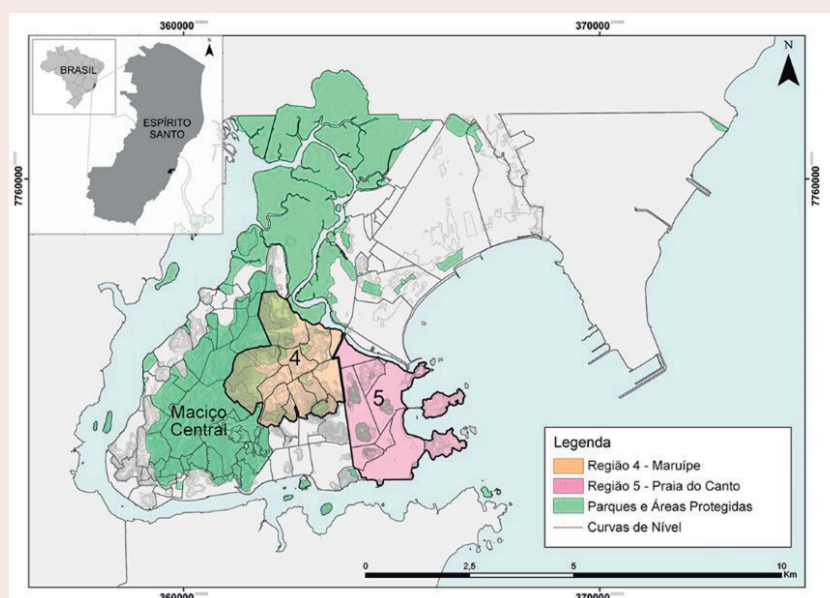 360000
370000
N
BRASIL
ESPÍRITO
SANTO
7760000
7760000
4
5
Maciço
Central
Legenda
Região 4 - Maruípe
Região 5 - Praia do Canto
Parques e Áreas Protegidas
Curvas de Nível
0
2,5
5
10
Km
360000
370000